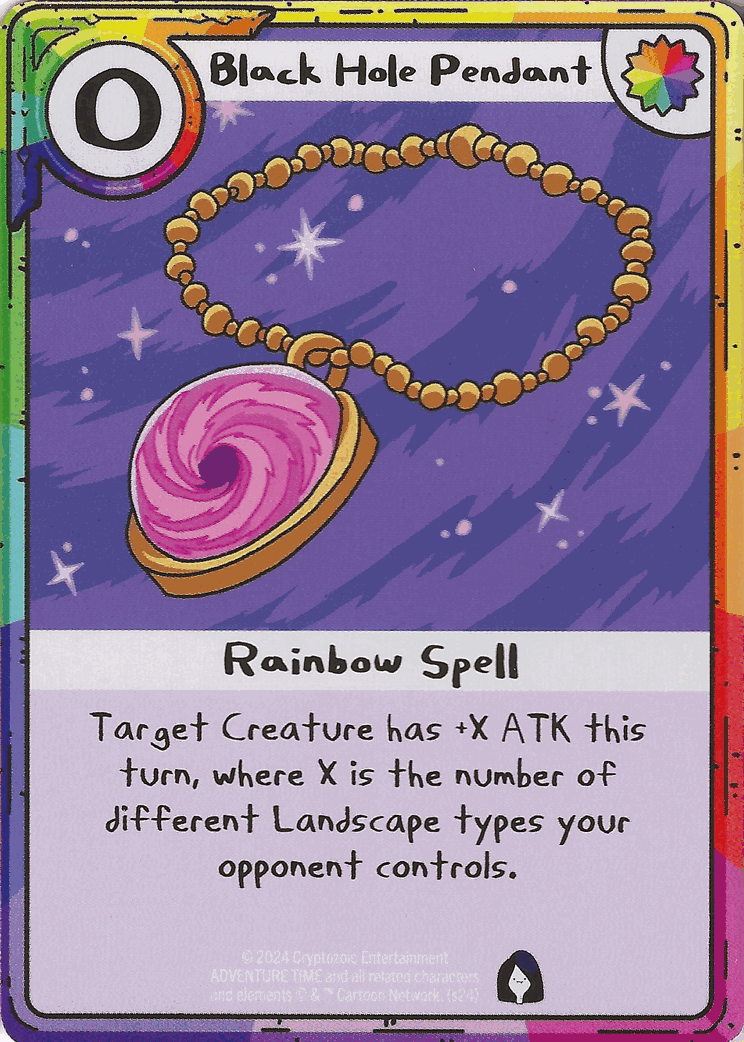 0
Black Hole Pendant
Rainbow Spell
Target Creature has +X ATK this
turn, where X is the number of
different Landscape types your
opponent controls.
© 2024 Cryptozoic Entertainment
ADVENTURE TIME and all related characters
and elements © & ™ Cartoon Network. (s24)